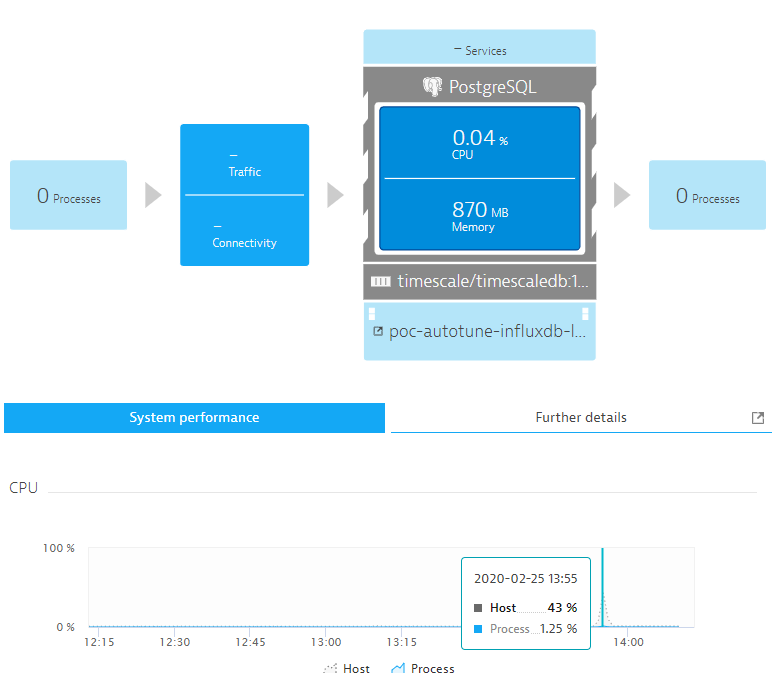 – Services
PostgreSQL
0.04 %
CPU
870 MB
Memory
0 Processes
– Traffic
– Connectivity
0 Processes
timescale/timescaledb:1...
poc-autotune-influxdb-l...
System performance
Further details
CPU
100 %
0 %
2020-02-25 13:55
Host 43 %
Process 1.25 %
12:15 12:30 12:45 13:00 13:15 14:00
Host Process